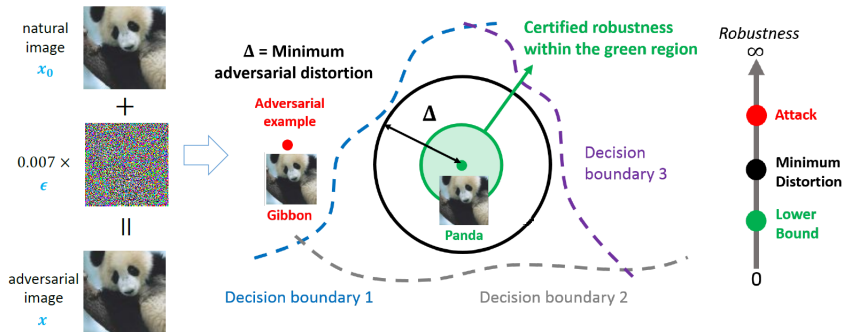 natural
image
x₀
+
0.007 ×
ϵ
=
adversarial
image
x
Δ = Minimum
adversarial distortion
Adversarial
example
Gibbon
Δ
Panda
Certified robustness
within the green region
Decision
boundary 3
Decision boundary 1
Decision boundary 2
Robustness
∞
Attack
Minimum
Distortion
Lower
Bound
0